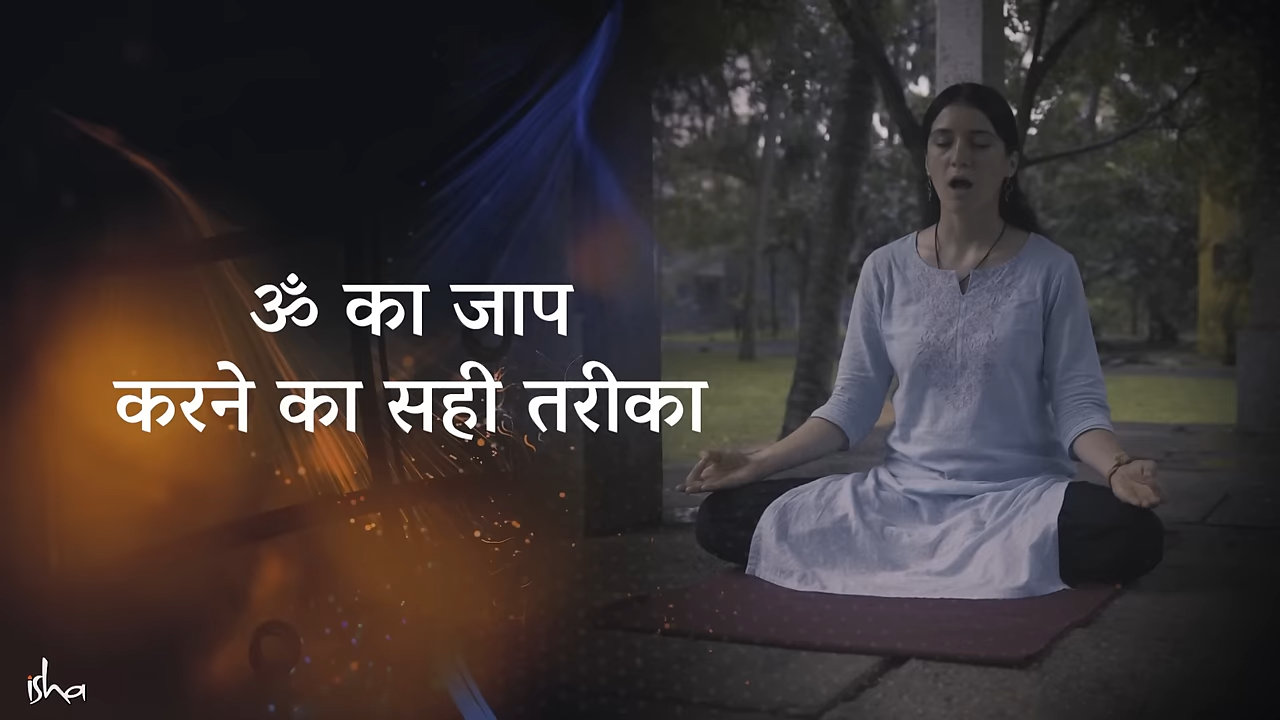 ॐ का जाप
करने का सही तरीका
isha